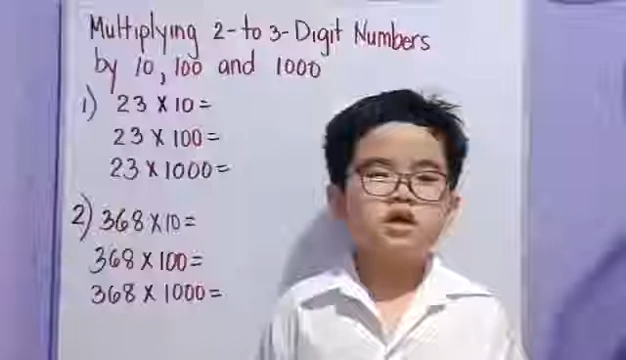 Multiplying 2-to 3-Digit Numbers
by 10, 100 and 1000
1) 23 X 10 =
23 X 100 =
23 X 1000 =
2) 368 X 10 =
368 X 100 =
368 X 1000 =